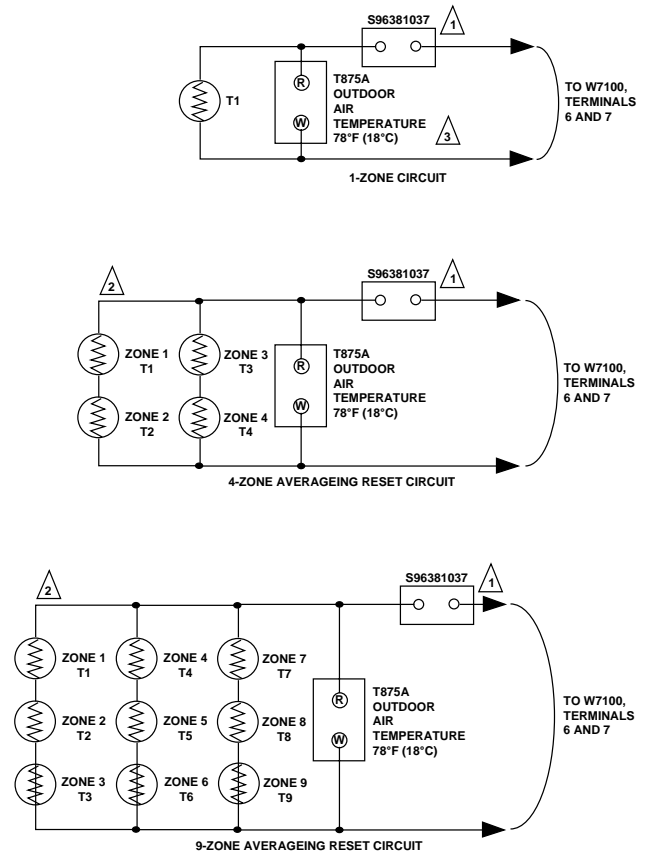 S96381037
1
T1
R
W
T875A
OUTDOOR
AIR
TEMPERATURE
78°F (18°C)
3
TO W7100,
TERMINALS
6 AND 7
1-ZONE CIRCUIT
2
S96381037
1
ZONE 1
T1
ZONE 3
T3
ZONE 2
T2
ZONE 4
T4
R
W
T875A
OUTDOOR
AIR
TEMPERATURE
78°F (18°C)
TO W7100,
TERMINALS
6 AND 7
4-ZONE AVERAGEING RESET CIRCUIT
2
S96381037
1
ZONE 1
T1
ZONE 4
T4
ZONE 7
T7
ZONE 2
T2
ZONE 5
T5
ZONE 8
T8
ZONE 3
T3
ZONE 6
T6
ZONE 9
T9
R
W
T875A
OUTDOOR
AIR
TEMPERATURE
78°F (18°C)
TO W7100,
TERMINALS
6 AND 7
9-ZONE AVERAGEING RESET CIRCUIT